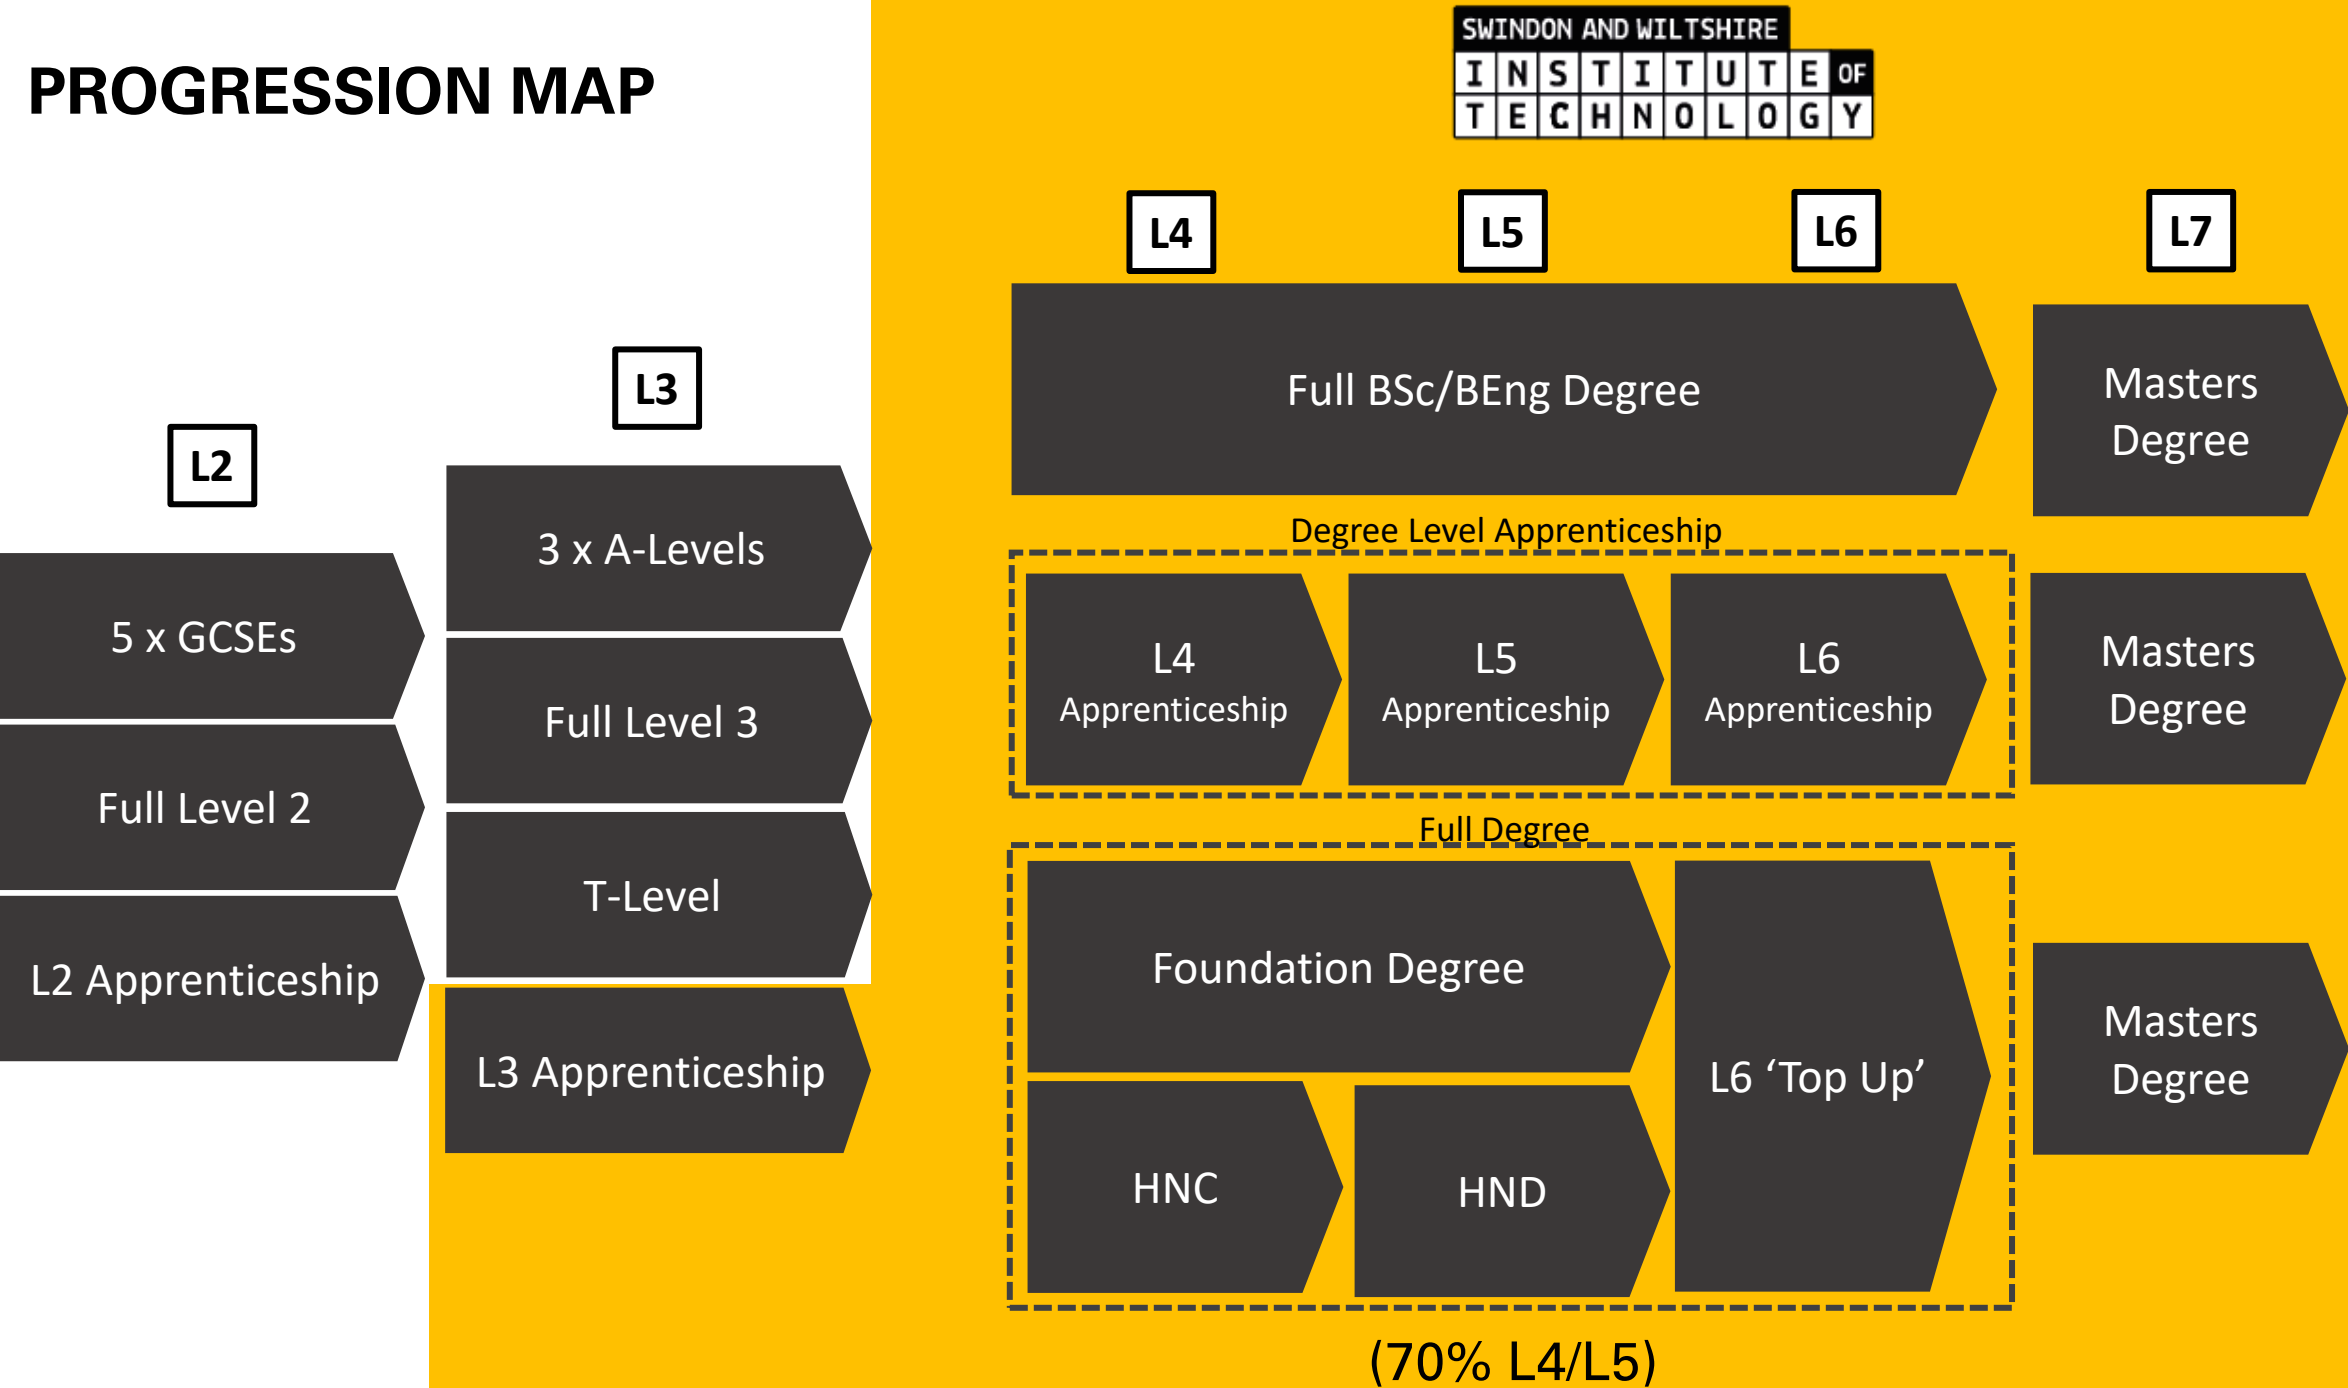 PROGRESSION MAP
SWINDON AND WILTSHIRE
INSTITUTE OF
TECHNOLOGY
L2
5 x GCSEs
Full Level 2
L2 Apprenticeship
L3
3 x A-Levels
Full Level 3
T-Level
L3 Apprenticeship
L4
L5
L6
L7
Full BSc/BEng Degree
Masters
Degree
Degree Level Apprenticeship
L4
Apprenticeship
L5
Apprenticeship
L6
Apprenticeship
Masters
Degree
Full Degree
Foundation Degree
HNC
HND
L6 ‘Top Up’
Masters
Degree
(70% L4/L5)